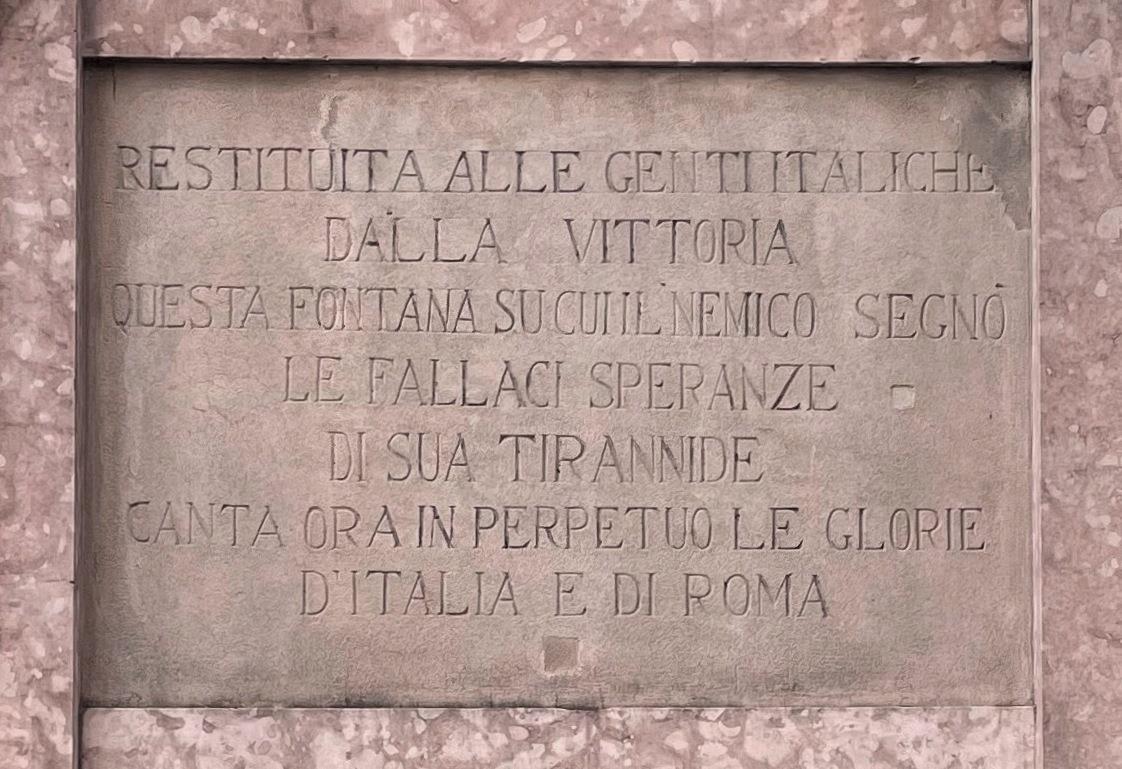 RESTITUITA ALLE GENTI ITALICHE
DALLA VITTORIA
QUESTA FONTANA SU CUI IL NEMICO SEGNÒ
LE FALLACI SPERANZE
DI SUA TIRANNIDE
CANTA ORA IN PERPETUO LE GLORIE
D'ITALIA E DI ROMA